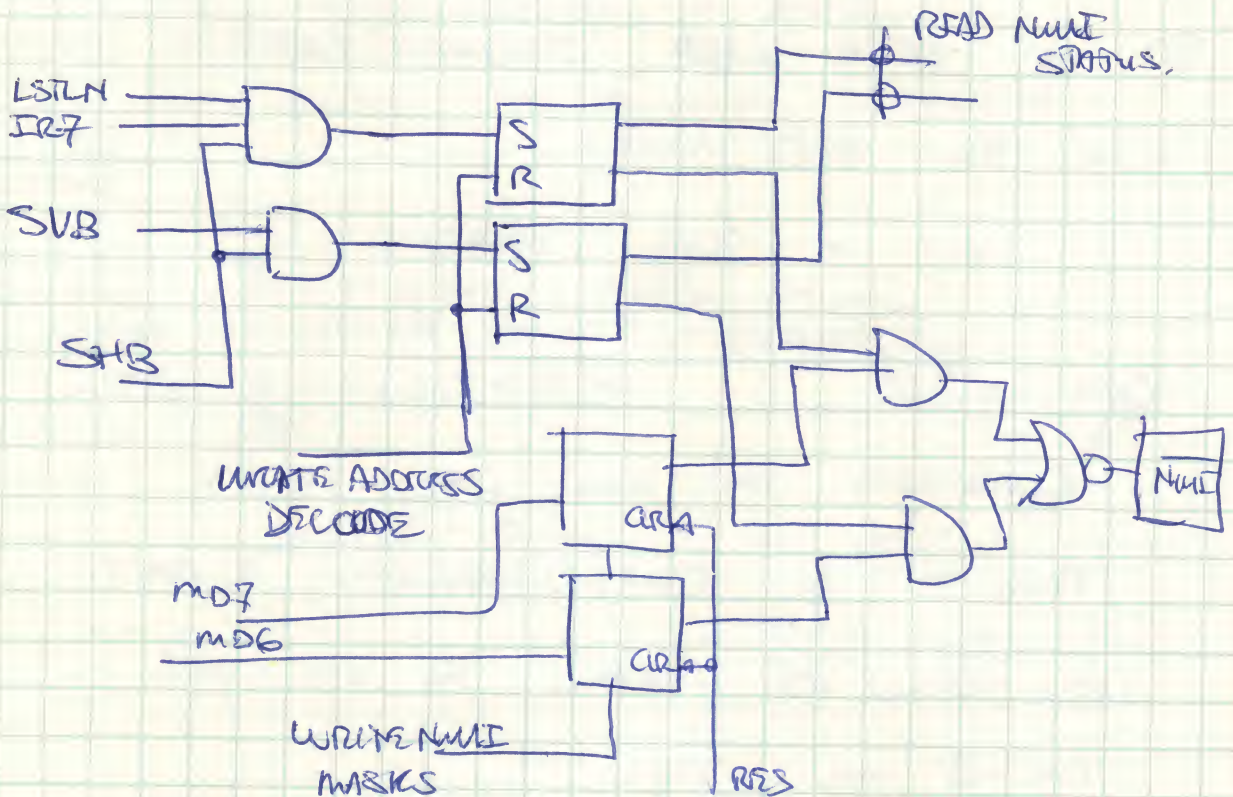 READ NMI
STATUS.
LSTLN
IR7
S
R
SVB
S
R
SHB
WRITE ADDRESS
DECODE
NMI
CLR
MD7
MD6
CLR
WRITE NMI
MASKS
RES